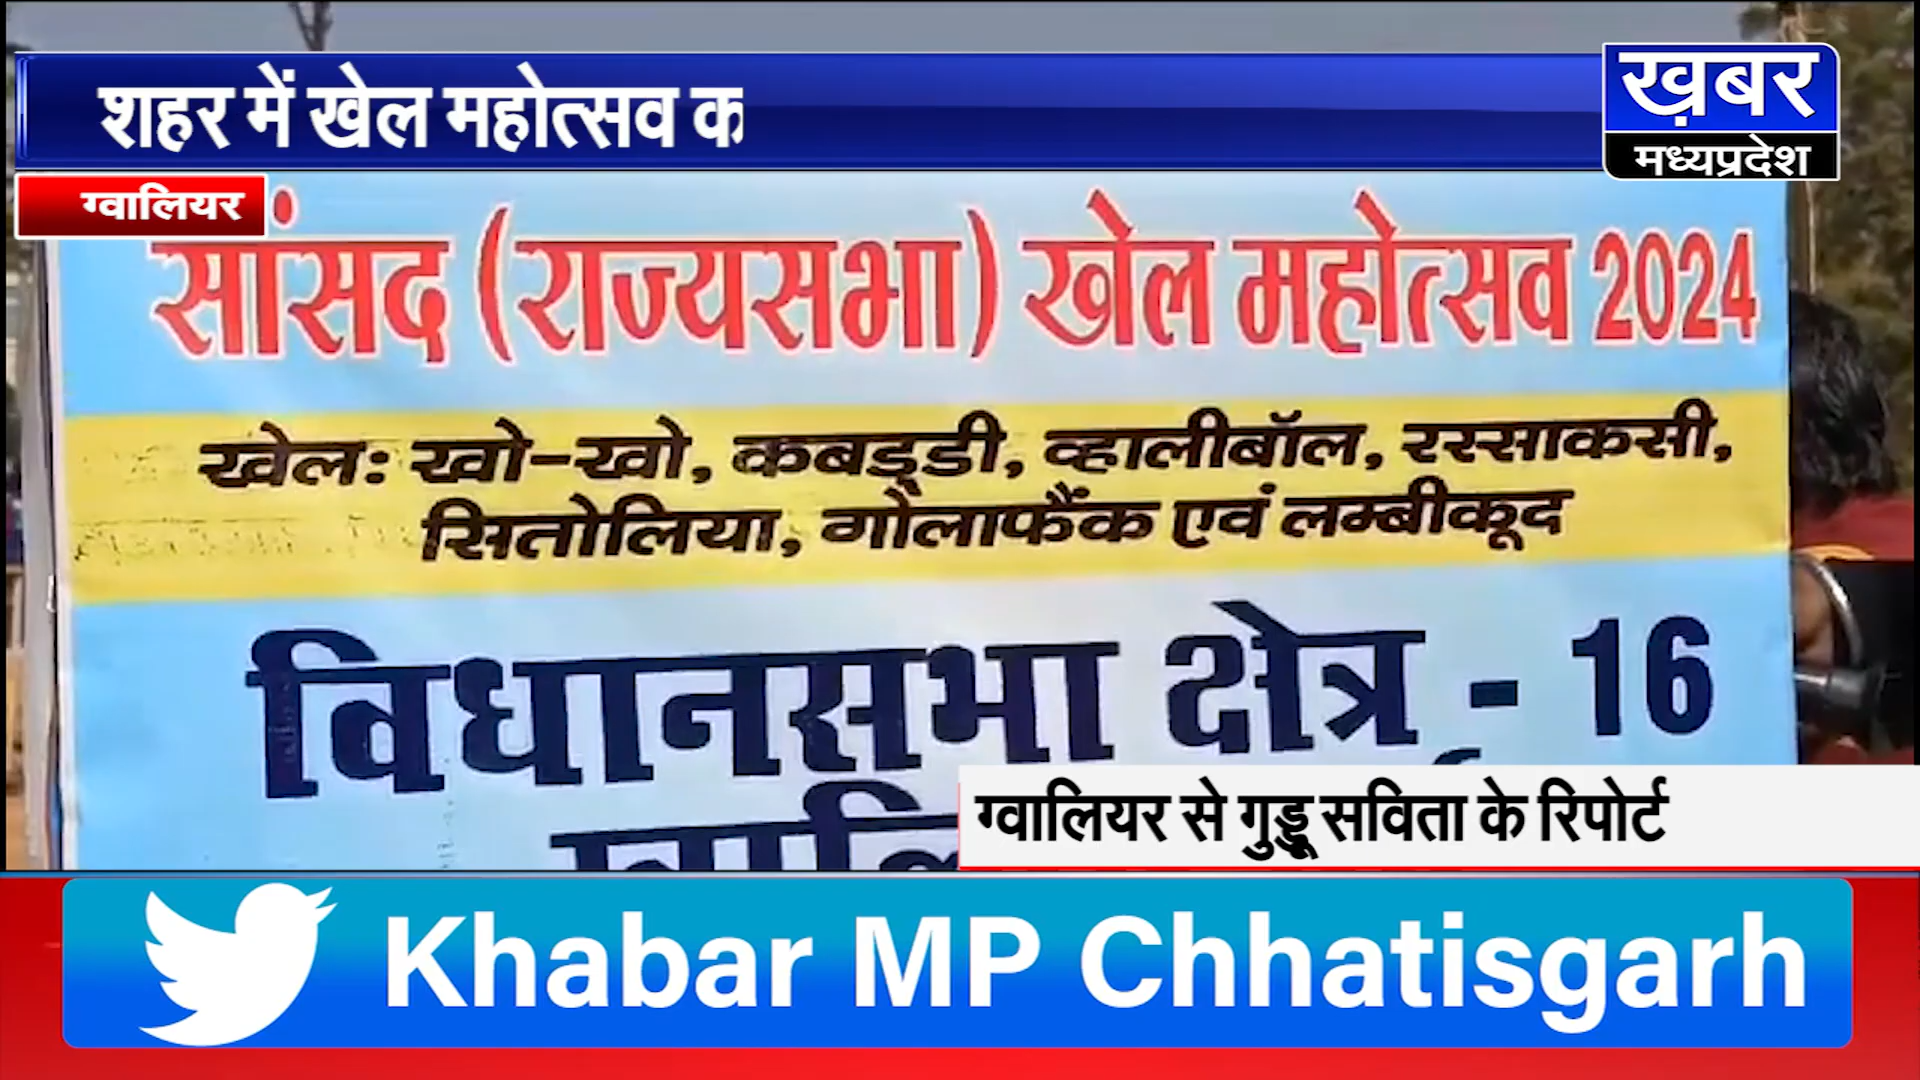 शहर में खेल महोत्सव क
ख़बर
मध्यप्रदेश
ग्वालियर
सांसद (राज्यसभा) खेल महोत्सव 2024
खेल: खो-खो, कबड्डी, व्हालीबॉल, रस्साकसी,
सितोलिया, गोलाफैंक एवं लम्बीकूद
विधानसभा क्षेत्र - 16
ग्वालियर से गुड्डू सविता के रिपोर्ट
Khabar MP Chhatisgarh